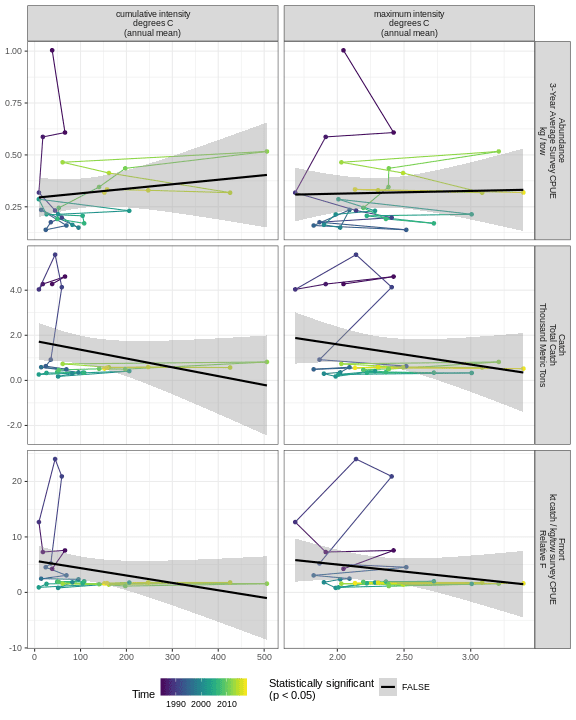 cumulative intensity
degrees C
(annual mean)
maximum intensity
degrees C
(annual mean)
1.00
0.75
0.50
0.25
Abundance
3-Year Average Survey CPUE
kg / tow
4.0
2.0
0.0
-2.0
Catch
Total Catch
Thousand Metric Tons
20
10
0
-10
Fmort
kt catch / kg/tow survey CPUE
Relative F
0 100 200 300 400 500
2.00 2.50 3.00
Time
1990 2000 2010
Statistically significant
(p < 0.05)
FALSE